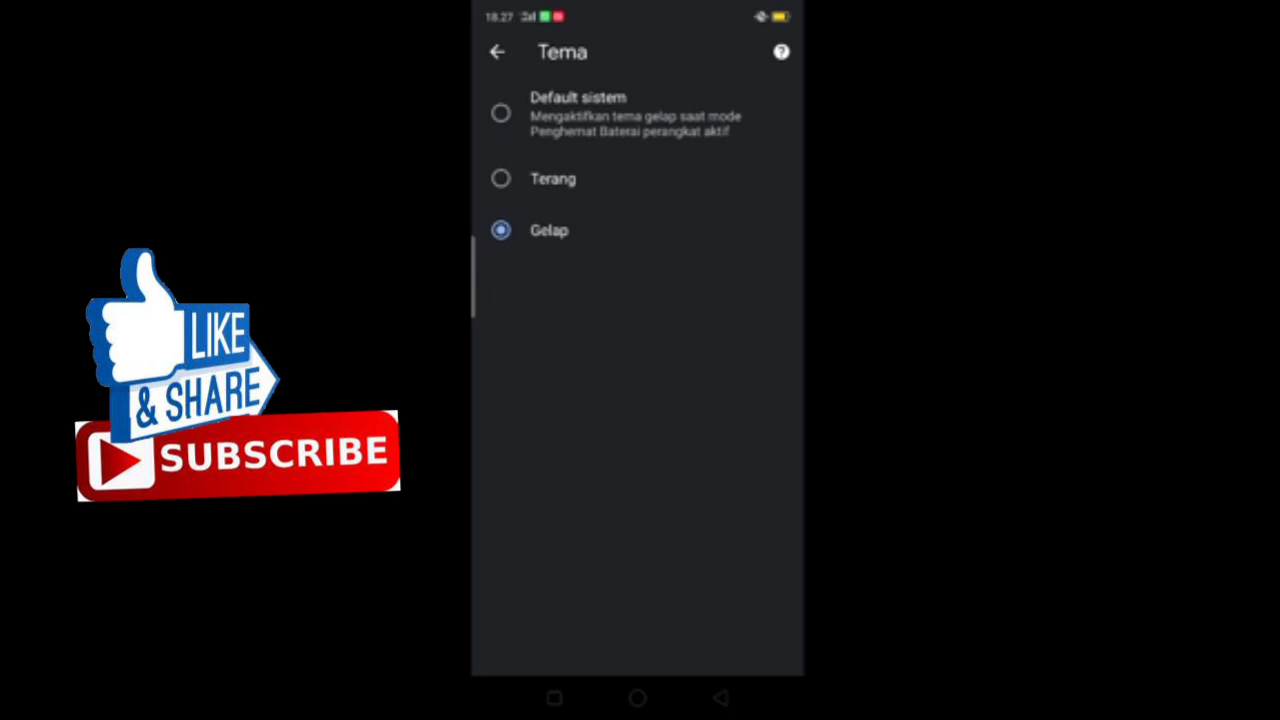 18.27
Tema
Default sistem
Mengaktifkan tema gelap saat mode
Penghemat Baterai perangkat aktif
Terang
Gelap
LIKE
& SHARE
SUBSCRIBE